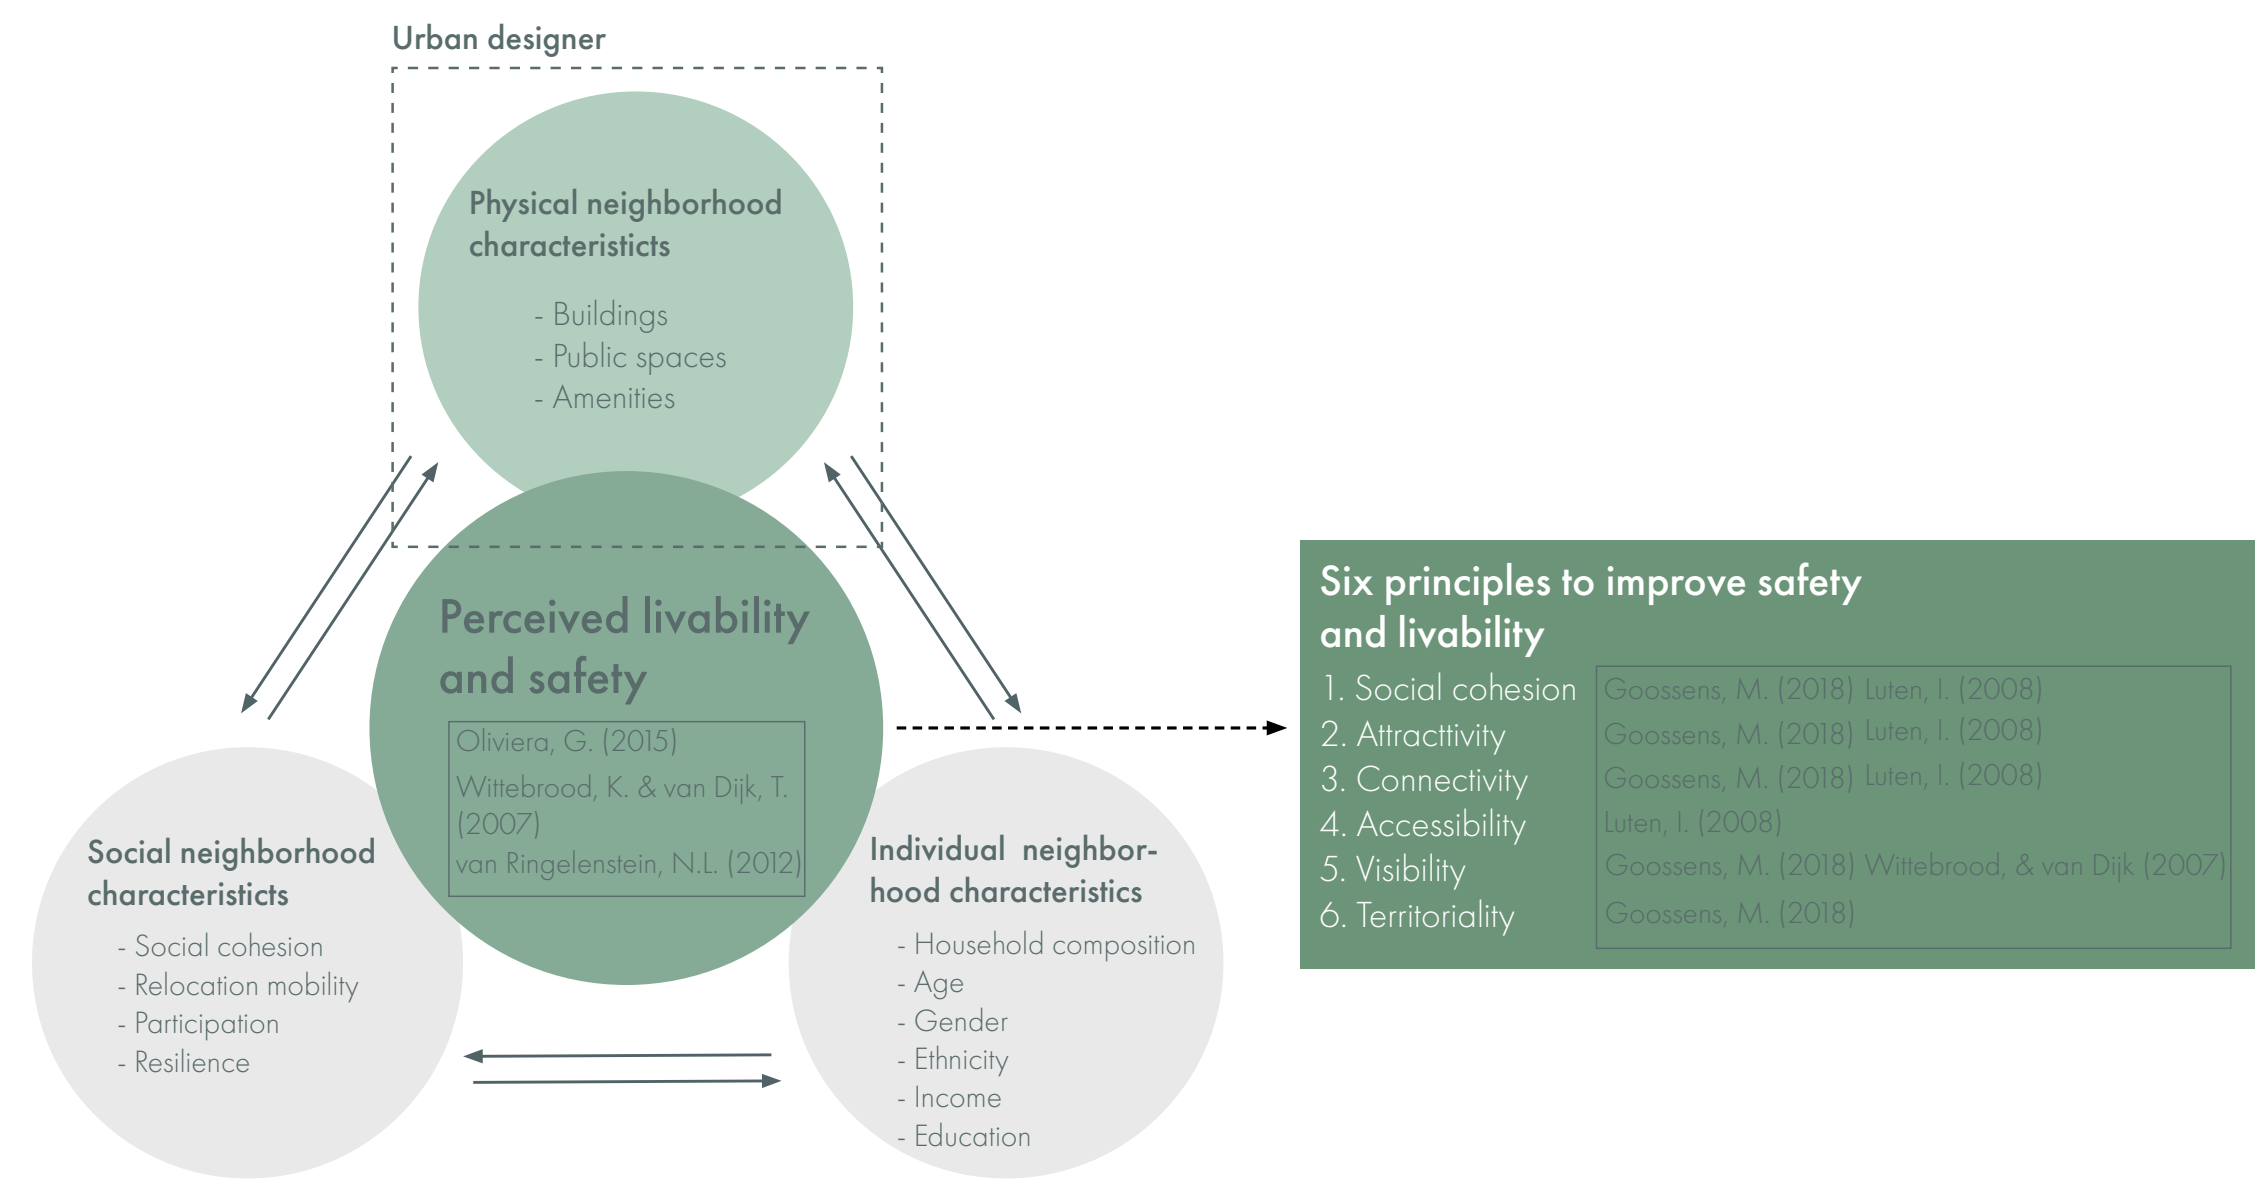 Urban designer
Physical neighborhood
characteristicts
- Buildings
- Public spaces
- Amenities
Perceived livability
and safety
Oliviera, G. (2015)
Wittebrood, K. & van Dijk, T.
(2007)
van Ringelenstein, N.L. (2012)
Social neighborhood
characteristicts
- Social cohesion
- Relocation mobility
- Participation
- Resilience
Individual neighbor-
hood characteristics
- Household composition
- Age
- Gender
- Ethnicity
- Income
- Education
Six principles to improve safety
and livability
1. Social cohesion Goossens, M. (2018) Luten, I. (2008)
2. Attracttivity Goossens, M. (2018) Luten, I. (2008)
3. Connectivity Goossens, M. (2018) Luten, I. (2008)
4. Accessibility Luten, I. (2008)
5. Visibility Goossens, M. (2018) Wittebrood, & van Dijk (2007)
6. Territoriality Goossens, M. (2018)